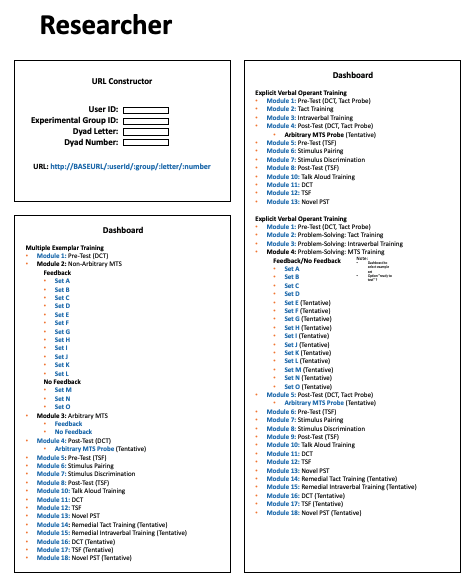 Researcher
URL Constructor
User ID:
Experimental Group ID:
Dyad Letter:
Dyad Number:
URL: http://BASEURL/:userId/:group/:letter/:number
Dashboard
Multiple Exemplar Training
Module 1: Pre-Test (DCT)
Module 2: Non-Arbitrary MTS
Feedback
Set A
Set B
Set C
Set D
Set E
Set F
Set G
Set H
Set I
Set J
Set K
Set L
No Feedback
Set M
Set N
Set O
Module 3: Arbitrary MTS
Feedback
No Feedback
Module 4: Post-Test (DCT)
Arbitrary MTS Probe (Tentative)
Module 5: Pre-Test (TSF)
Module 6: Stimulus Pairing
Module 7: Stimulus Discrimination
Module 8: Post-Test (TSF)
Module 10: Talk Aloud Training
Module 11: DCT
Module 12: TSF
Module 13: Novel PST
Module 14: Remedial Tact Training (Tentative)
Module 15: Remedial Intraverbal Training (Tentative)
Module 16: DCT (Tentative)
Module 17: TSF (Tentative)
Module 18: Novel PST (Tentative)
Dashboard
Explicit Verbal Operant Training
Module 1: Pre-Test (DCT, Tact Probe)
Module 2: Tact Training
Module 3: Intraverbal Training
Module 4: Post-Test (DCT, Tact Probe)
Arbitrary MTS Probe (Tentative)
Module 5: Pre-Test (TSF)
Module 6: Stimulus Pairing
Module 7: Stimulus Discrimination
Module 8: Post-Test (TSF)
Module 10: Talk Aloud Training
Module 11: DCT
Module 12: TSF
Module 13: Novel PST
Explicit Verbal Operant Training
Module 1: Pre-Test (DCT, Tact Probe)
Module 2: Problem-Solving: Tact Training
Module 3: Problem-Solving: Intraverbal Training
Module 4: Problem-Solving: MTS Training
Feedback/No Feedback
Note:
Set A
Set B
Set C
Set D
Set E (Tentative)
Set F (Tentative)
Set G (Tentative)
Set H (Tentative)
Set I (Tentative)
Set J (Tentative)
Set K (Tentative)
Set L (Tentative)
Set M (Tentative)
Set N (Tentative)
Set O (Tentative)
Module 5: Post-Test (DCT, Tact Probe)
Arbitrary MTS Probe (Tentative)
Module 6: Pre-Test (TSF)
Module 7: Stimulus Pairing
Module 8: Stimulus Discrimination
Module 9: Post-Test (TSF)
Module 10: Talk Aloud Training
Module 11: DCT
Module 12: TSF
Module 13: Novel PST
Module 14: Remedial Tact Training (Tentative)
Module 15: Remedial Intraverbal Training (Tentative)
Module 16: DCT (Tentative)
Module 17: TSF (Tentative)
Module 18: Novel PST (Tentative)